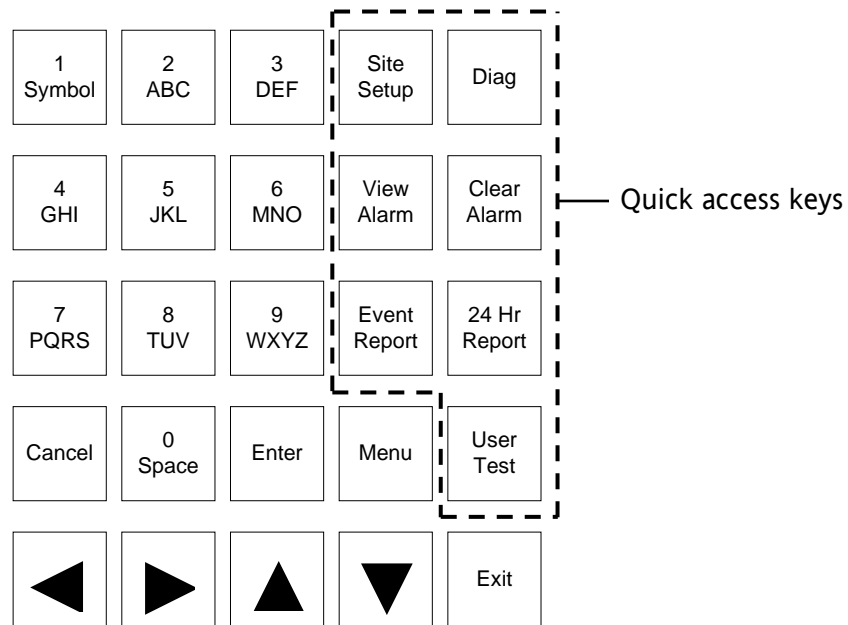 1
Symbol
2
ABC
3
DEF
Site
Setup
Diag
4
GHI
5
JKL
6
MNO
View
Alarm
Clear
Alarm
Quick access keys
7
PQRS
8
TUV
9
WXYZ
Event
Report
24 Hr
Report
Cancel
0
Space
Enter
Menu
User
Test
Exit